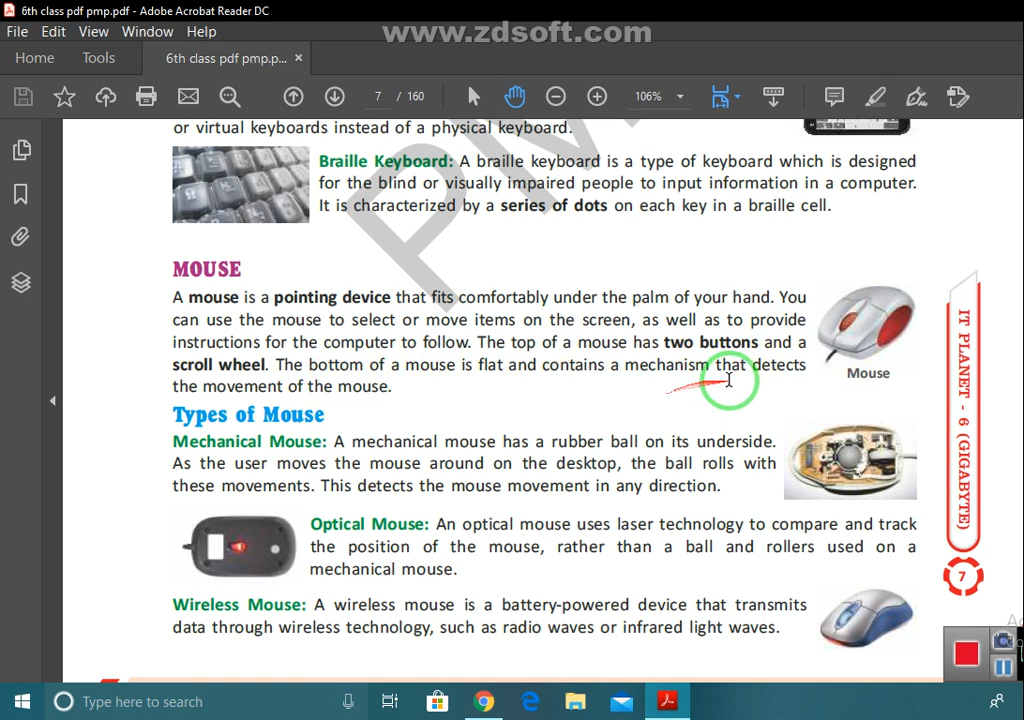 6th class pdf pmp.pdf - Adobe Acrobat Reader DC
File Edit View Window Help
www.zdsoft.com
Home Tools 6th class pdf pmp.p... ×
7 / 160 106%
or virtual keyboards instead of a physical keyboard.
Braille Keyboard: A braille keyboard is a type of keyboard which is designed
for the blind or visually impaired people to input information in a computer.
It is characterized by a series of dots on each key in a braille cell.
MOUSE
A mouse is a pointing device that fits comfortably under the palm of your hand. You
can use the mouse to select or move items on the screen, as well as to provide
instructions for the computer to follow. The top of a mouse has two buttons and a
scroll wheel. The bottom of a mouse is flat and contains a mechanism that detects
the movement of the mouse.
Mouse
Types of Mouse
Mechanical Mouse: A mechanical mouse has a rubber ball on its underside.
As the user moves the mouse around on the desktop, the ball rolls with
these movements. This detects the mouse movement in any direction.
Optical Mouse: An optical mouse uses laser technology to compare and track
the position of the mouse, rather than a ball and rollers used on a
mechanical mouse.
Wireless Mouse: A wireless mouse is a battery-powered device that transmits
data through wireless technology, such as radio waves or infrared light waves.
IT PLANET - 6 (GIGABYTE)
7
Type here to search